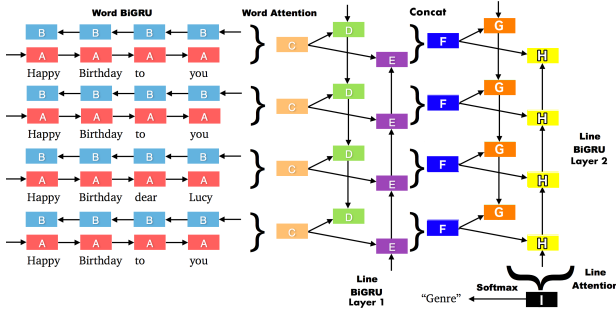 Word BiGRU Word Attention Concat
B B B B
A A A A
Happy Birthday to you
C D E F G H
B B B B
A A A A
Happy Birthday to you
C D E F G H
B B B B
A A A A
Happy Birthday dear Lucy
C D E F G H
B B B B
A A A A
Happy Birthday to you
C D E F G H
Line
BiGRU
Layer 2
Line
BiGRU
Layer 1
Line
Attention
I
Softmax
“Genre”